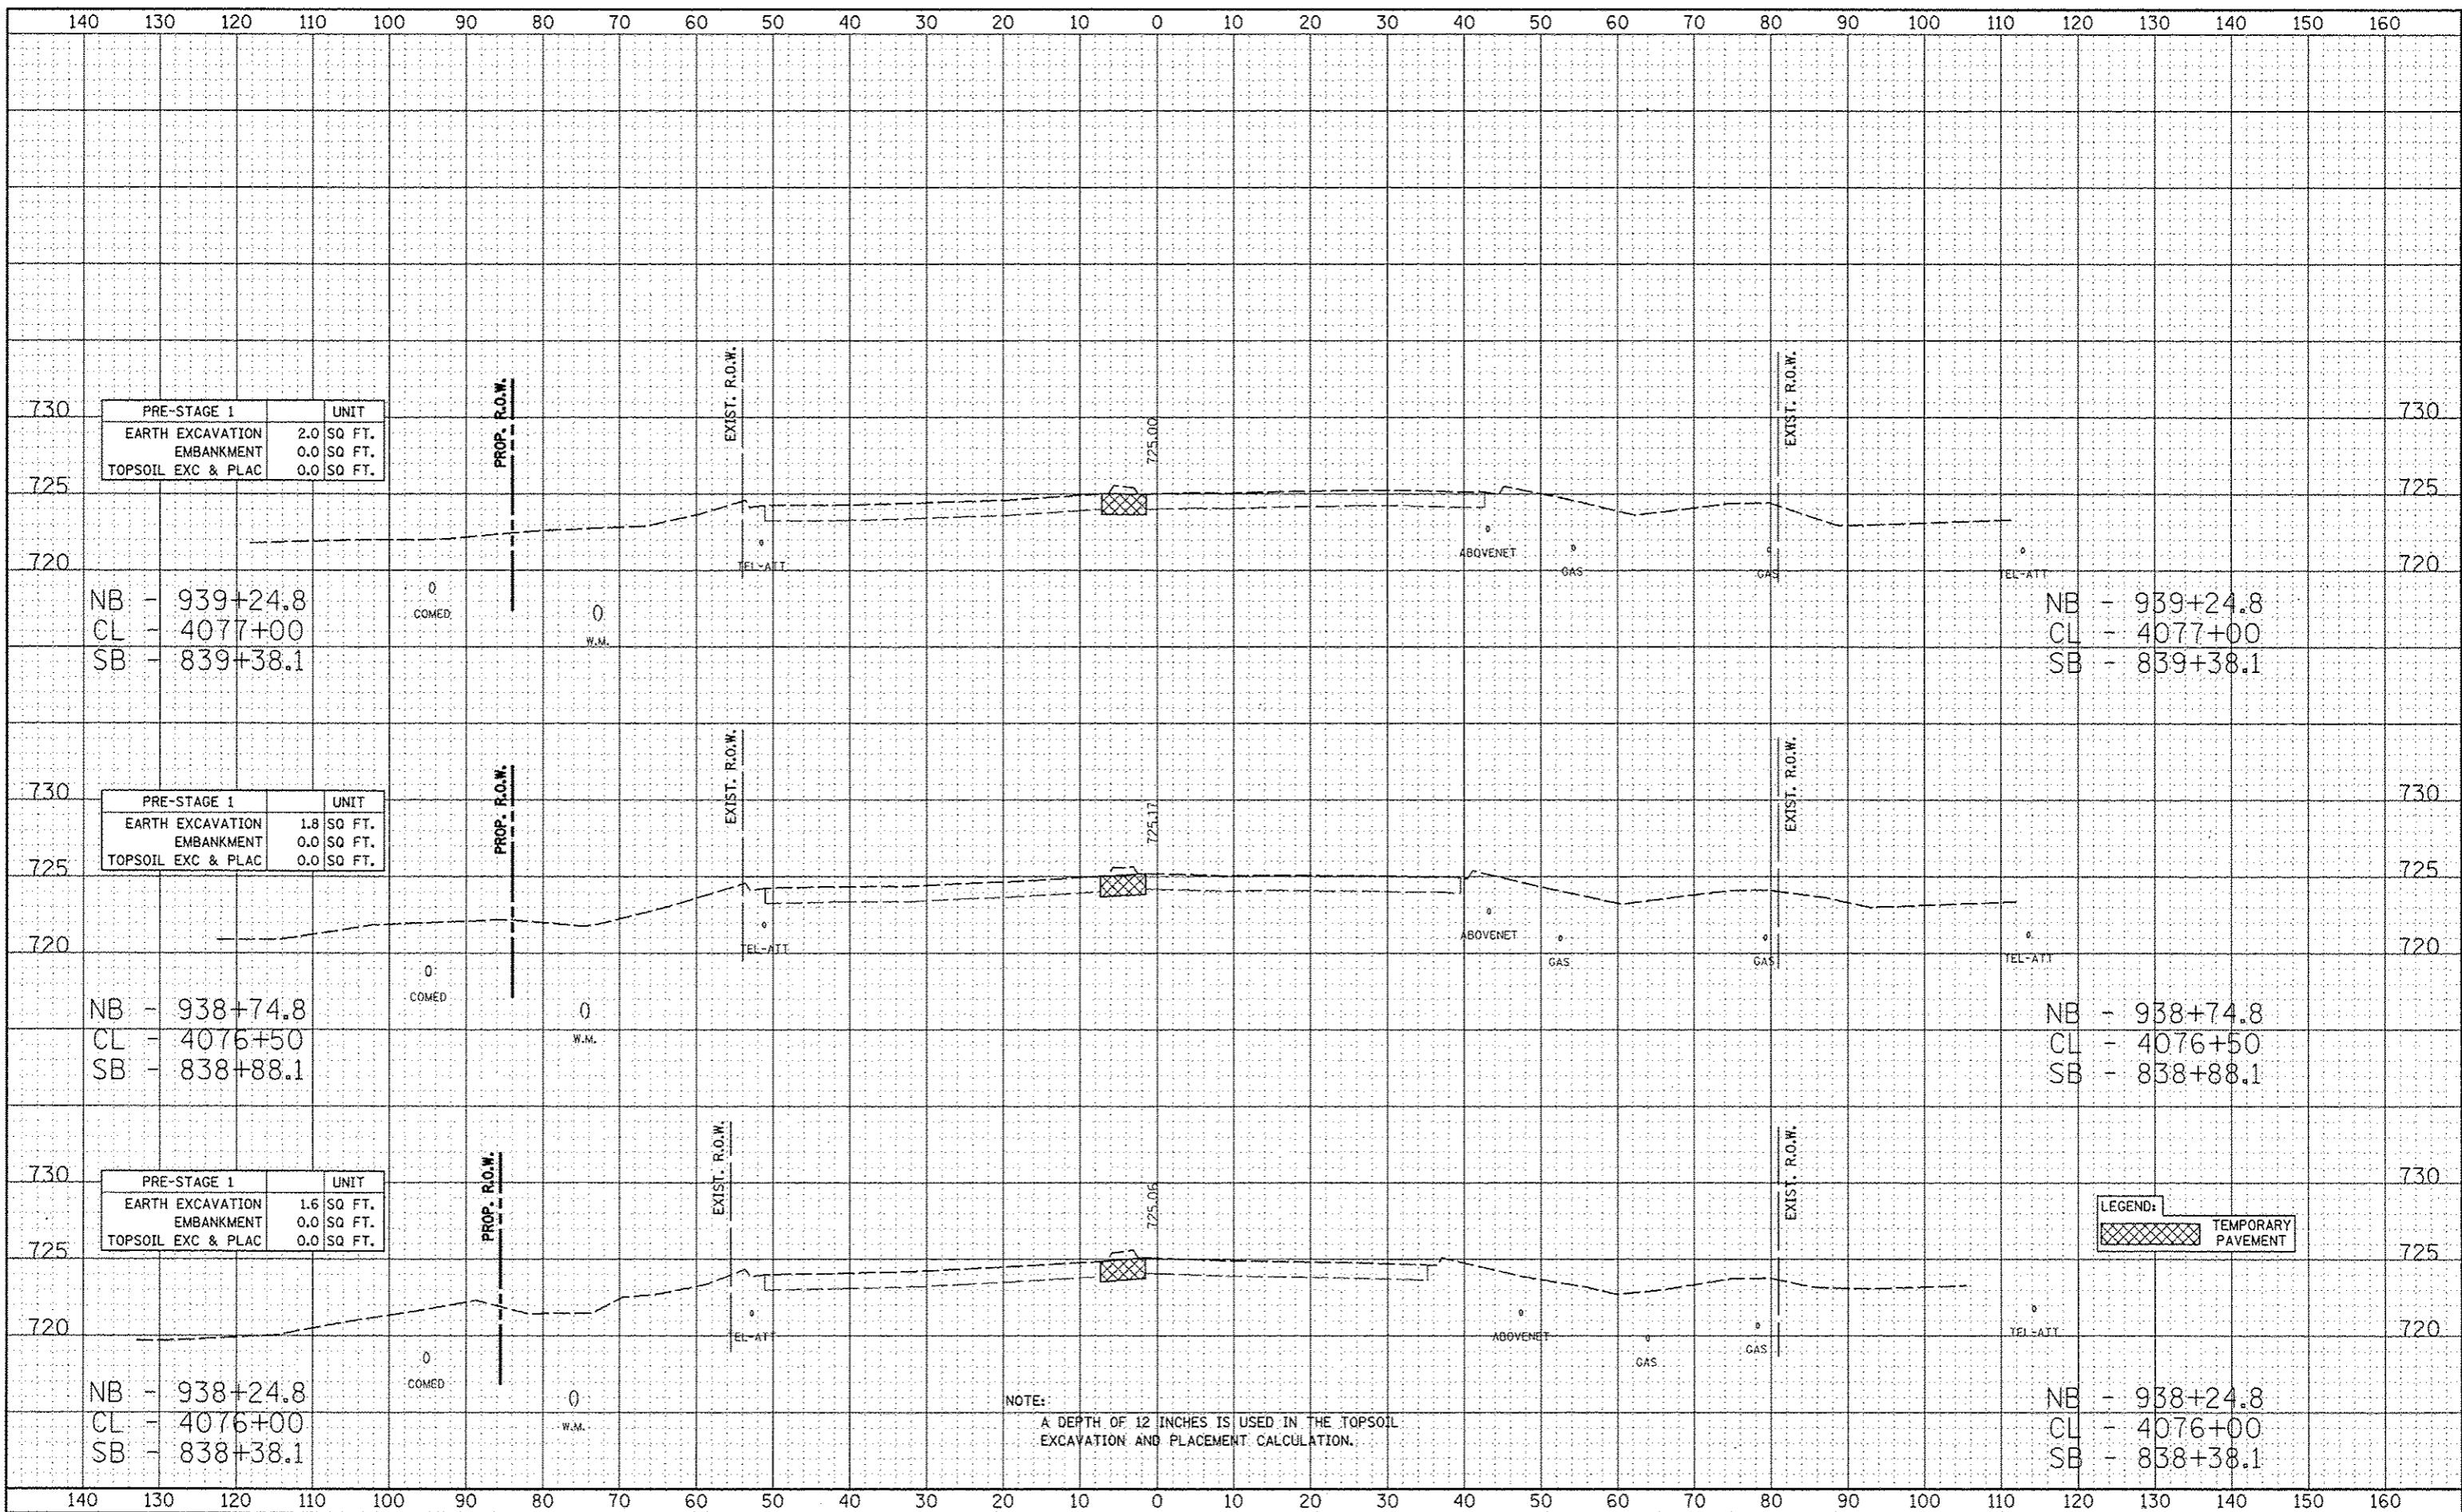 140 130 120 110 100 90 80 70 60 50 40 30 20 10 0 10 20 30 40 50 60 70 80 90 100 110 120 130 140 150 160
PROP. R.O.W.
EXIST. R.O.W.
725.00
EXIST. R.O.W.
730 730
PRE-STAGE 1 UNIT
EARTH EXCAVATION 2.0 SQ FT.
EMBANKMENT 0.0 SQ FT.
TOPSOIL EXC & PLAC 0.0 SQ FT.
725 725
TEL-ATT ABOVENET GAS GAS TEL-ATT
720 720
COMED W.M.
NB - 939+24.8
CL - 4077+00
SB - 839+38.1
NB - 939+24.8
CL - 4077+00
SB - 839+38.1
PROP. R.O.W.
EXIST. R.O.W.
725.17
EXIST. R.O.W.
730 730
PRE-STAGE 1 UNIT
EARTH EXCAVATION 1.8 SQ FT.
EMBANKMENT 0.0 SQ FT.
TOPSOIL EXC & PLAC 0.0 SQ FT.
725 725
TEL-ATT ABOVENET GAS GAS TEL-ATT
720 720
COMED W.M.
NB - 938+74.8
CL - 4076+50
SB - 838+88.1
NB - 938+74.8
CL - 4076+50
SB - 838+88.1
PROP. R.O.W.
EXIST. R.O.W.
725.06
EXIST. R.O.W.
730 730
PRE-STAGE 1 UNIT
EARTH EXCAVATION 1.6 SQ FT.
EMBANKMENT 0.0 SQ FT.
TOPSOIL EXC & PLAC 0.0 SQ FT.
LEGEND:
TEMPORARY
PAVEMENT
725 725
TEL-ATT ABOVENET GAS GAS TEL-ATT
720 720
COMED W.M.
NB - 938+24.8
CL - 4076+00
SB - 838+38.1
NOTE:
A DEPTH OF 12 INCHES IS USED IN THE TOPSOIL
EXCAVATION AND PLACEMENT CALCULATION.
NB - 938+24.8
CL - 4076+00
SB - 838+38.1
140 130 120 110 100 90 80 70 60 50 40 30 20 10 0 10 20 30 40 50 60 70 80 90 100 110 120 130 140 150 160